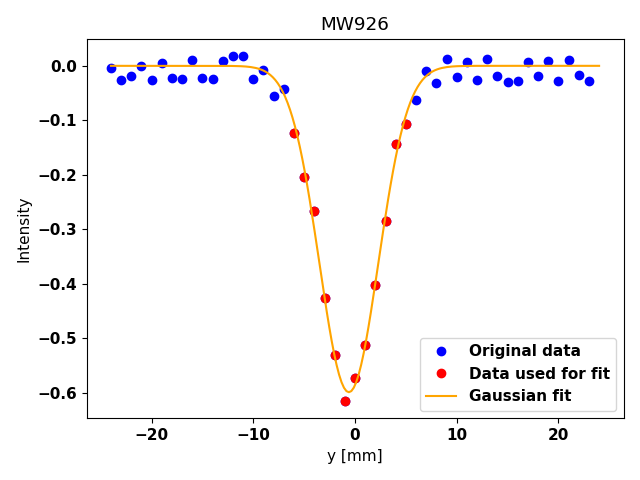 MW926
Intensity
0.0
−0.1
−0.2
−0.3
−0.4
−0.5
−0.6
−20
−10
0
10
20
y [mm]
Original data
Data used for fit
Gaussian fit